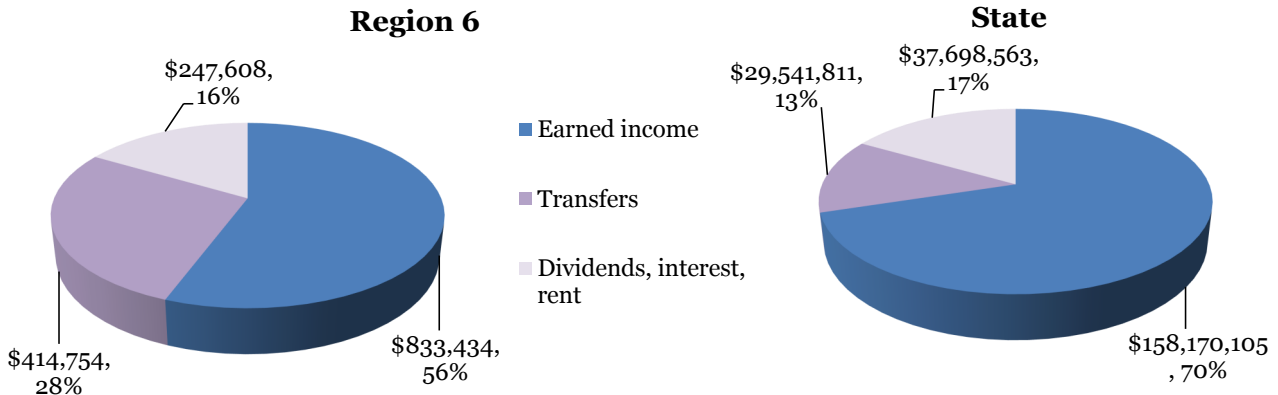 Region 6
$247,608,
16%
$414,754,
28%
$833,434,
56%
Earned income
Transfers
Dividends, interest,
rent
State
$29,541,811,
13%
$37,698,563,
17%
$158,170,105
, 70%